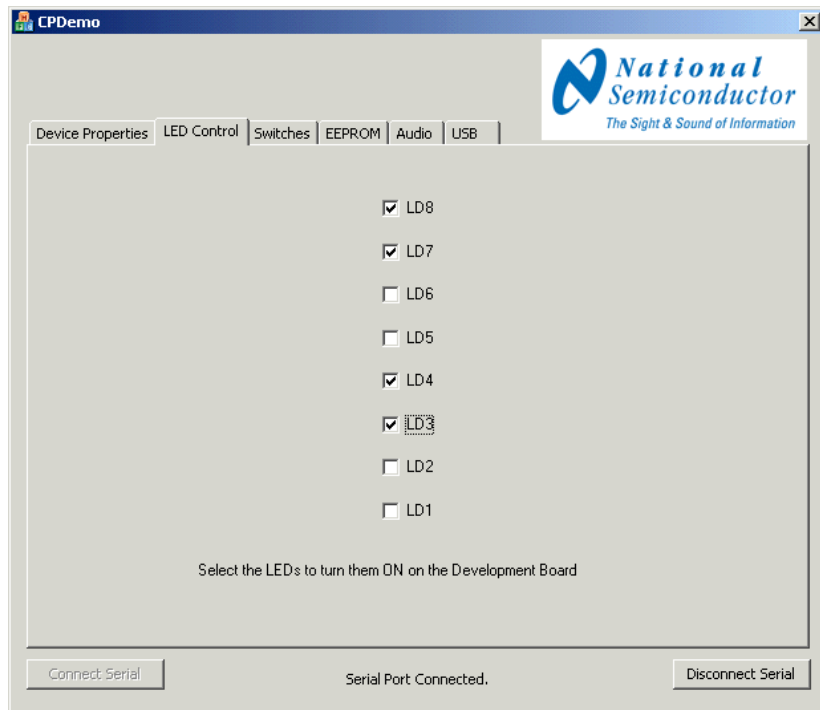 CPDemo
National
Semiconductor
The Sight & Sound of Information
Device Properties LED Control Switches EEPROM Audio USB
LD8
LD7
LD6
LD5
LD4
LD3
LD2
LD1
Select the LEDs to turn them ON on the Development Board
Connect Serial Serial Port Connected. Disconnect Serial